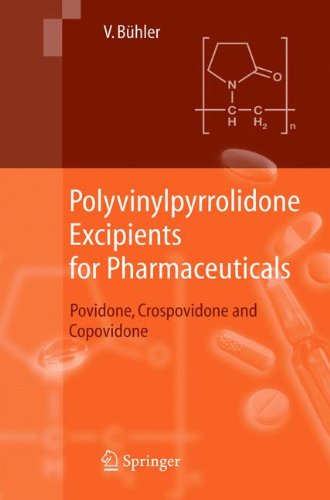 V. Bühler
N
O
C
H
C
H₂
n
Polyvinylpyrrolidone
Excipients
for Pharmaceuticals
Povidone, Crospovidone and
Copovidone
Springer